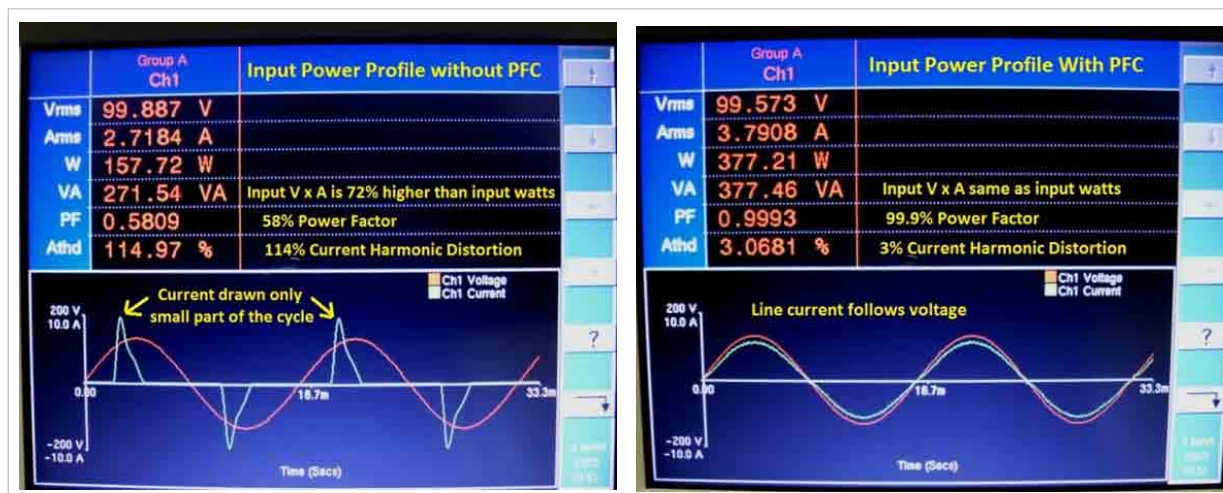 Group A
Ch1
Input Power Profile without PFC
Vrms 99.887 V
Arms 2.7184 A
W 157.72 W
VA 271.54 VA Input V x A is 72% higher than input watts
PF 0.5809 58% Power Factor
Athd 114.97 % 114% Current Harmonic Distortion
Ch1 Voltage
Ch1 Current
Current drawn only
small part of the cycle
200 V
10.0 A
0.00 16.7m 33.3m
-200 V
-10.0 A
Time (Secs)
?
Group A
Ch1
Input Power Profile With PFC
Vrms 99.573 V
Arms 3.7908 A
W 377.21 W
VA 377.46 VA Input V x A same as input watts
PF 0.9993 99.9% Power Factor
Athd 3.0681 % 3% Current Harmonic Distortion
Ch1 Voltage
Ch1 Current
Line current follows voltage
200 V
10.0 A
0.00 16.7m 33.3m
-200 V
-10.0 A
Time (Secs)
?